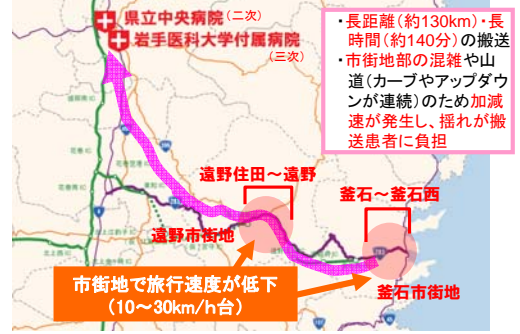 県立中央病院(二次)
岩手医科大学付属病院
(三次)
・長距離(約130km)・長
時間(約140分)の搬送
・市街地部の混雑や山
道(カーブやアップダウ
ンが連続)のため加減
速が発生し、揺れが搬
送患者に負担
遠野住田～遠野
釜石～釜石西
遠野市街地
釜石市街地
市街地で旅行速度が低下
(10～30km/h台)